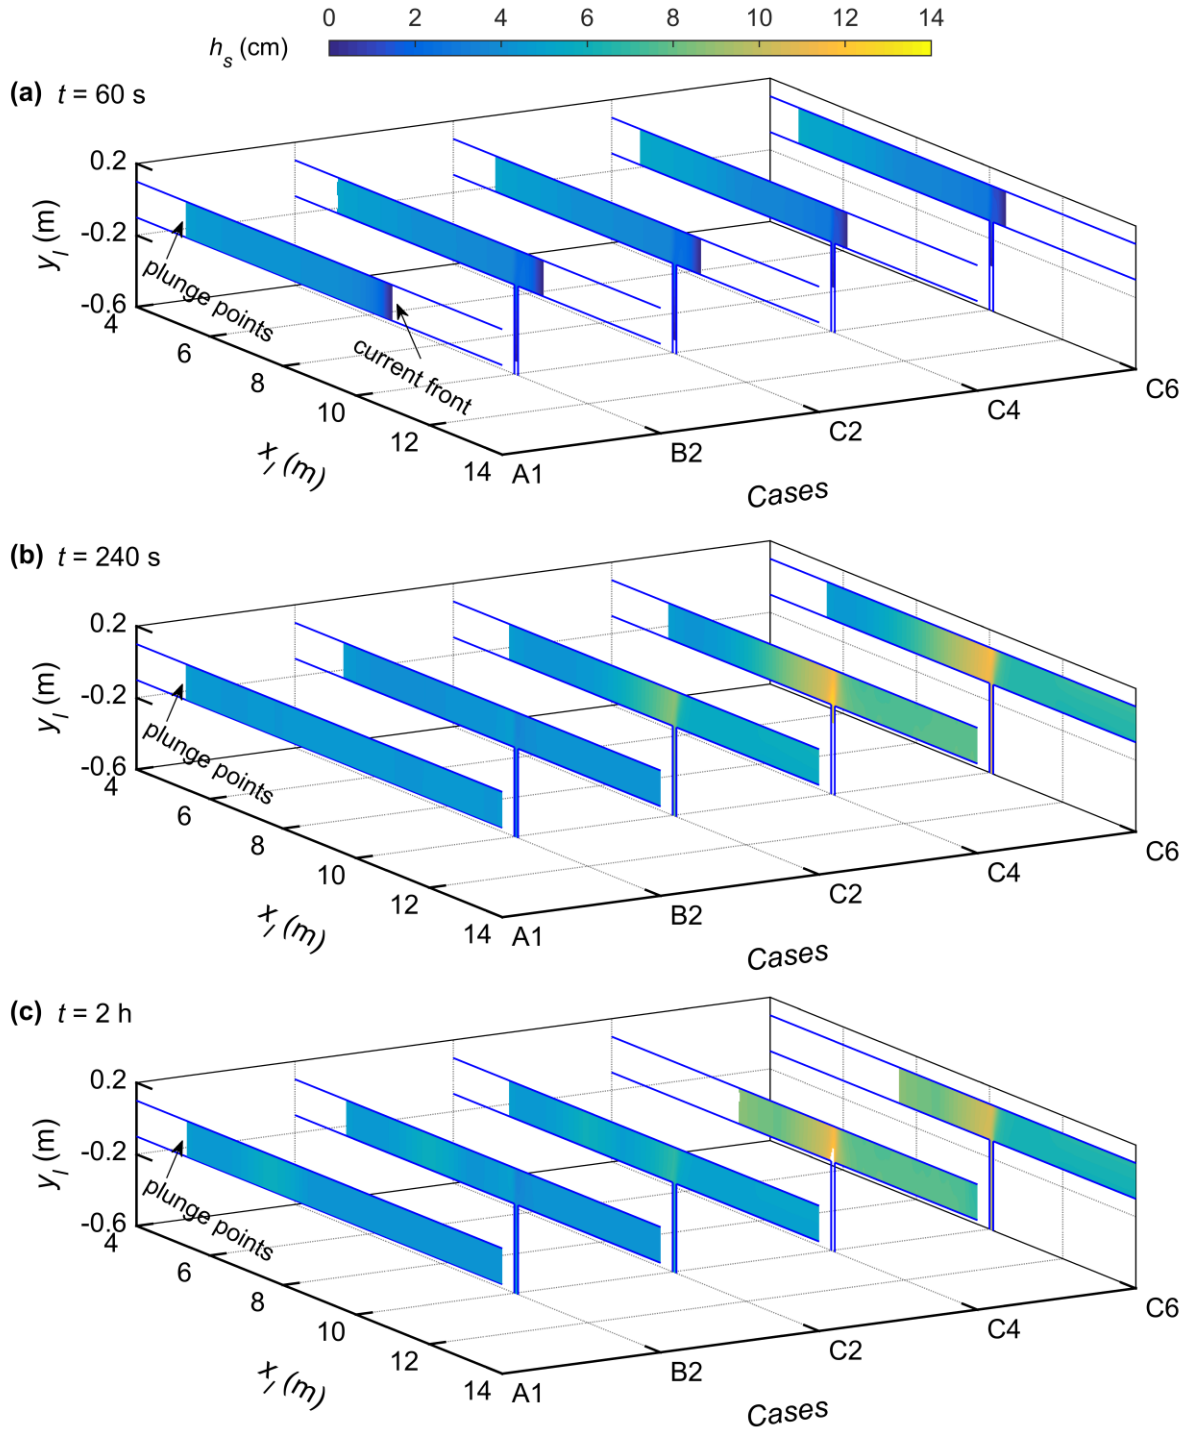 0 2 4 6 8 10 12 14
h_s (cm)
(a) t = 60 s
0.2
-0.2
-0.6
y_l (m)
plunge points
current front
4 6 8 10 12 14
x_l (m)
A1 B2 C2 C4 C6
Cases
(b) t = 240 s
0.2
-0.2
-0.6
y_l (m)
plunge points
4 6 8 10 12 14
x_l (m)
A1 B2 C2 C4 C6
Cases
(c) t = 2 h
0.2
-0.2
-0.6
y_l (m)
plunge points
4 6 8 10 12 14
x_l (m)
A1 B2 C2 C4 C6
Cases